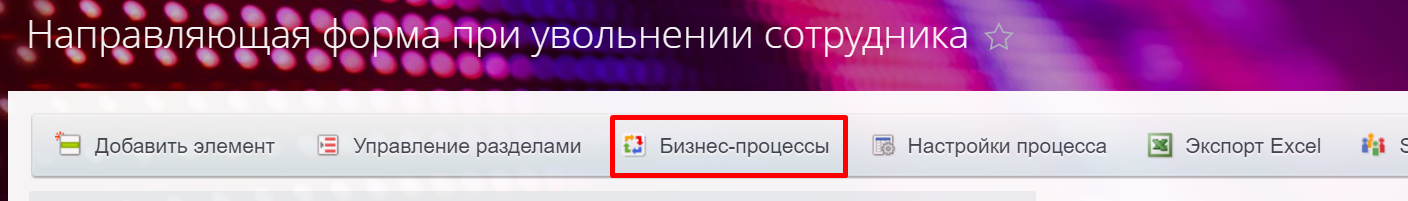 Направляющая форма при увольнении сотрудника
Добавить элемент Управление разделами Бизнес-процессы Настройки процесса Экспорт Excel S